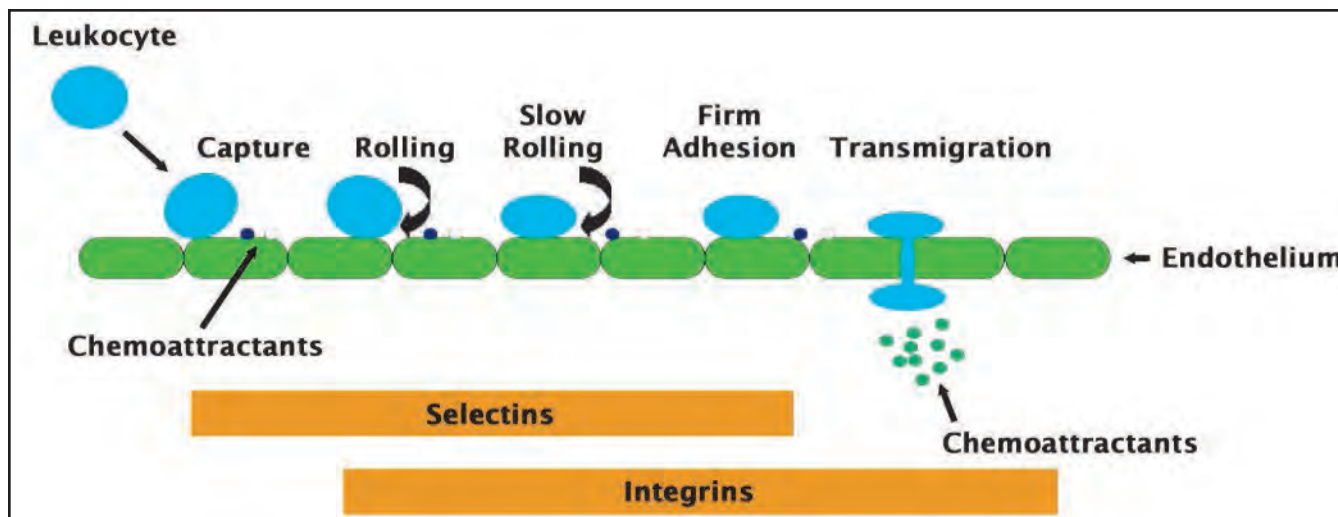 Leukocyte
Capture
Rolling
Slow
Rolling
Firm
Adhesion
Transmigration
Endothelium
Chemoattractants
Selectins
Chemoattractants
Integrins